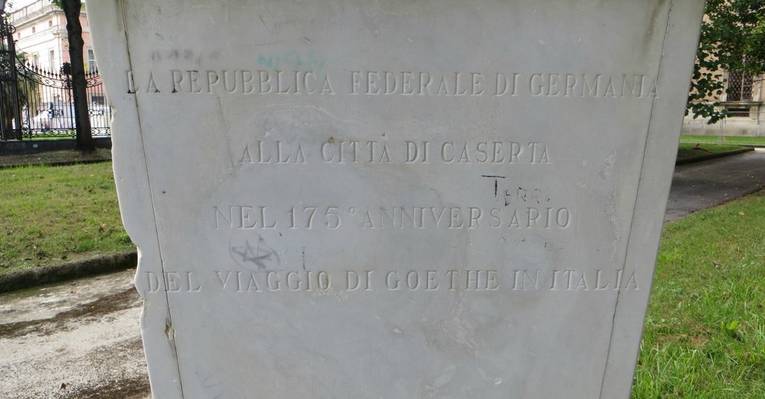 LA REPUBBLICA FEDERALE DI GERMANIA
ALLA CITTÀ DI CASERTA
NEL 175° ANNIVERSARIO
DEL VIAGGIO DI GOETHE IN ITALIA